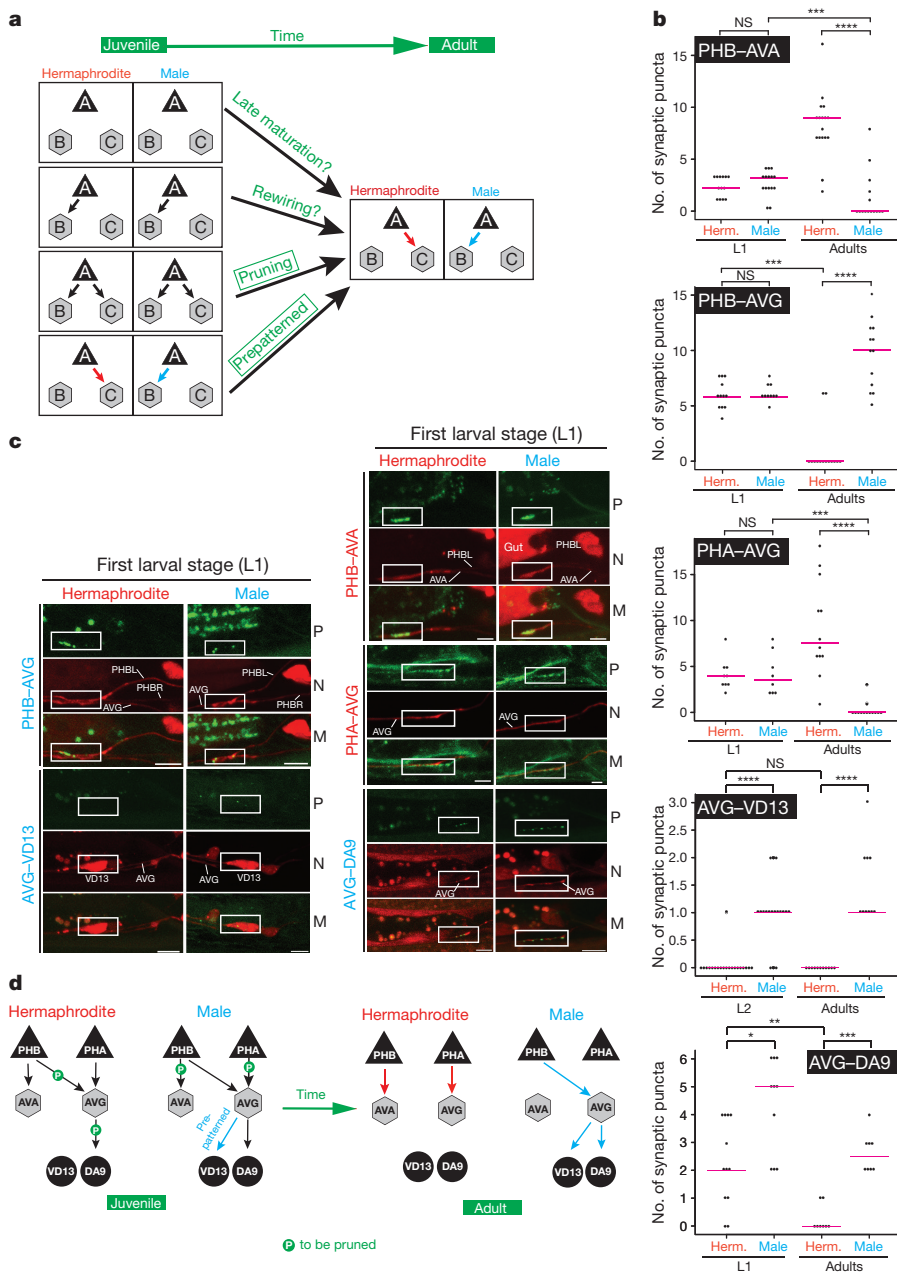 a
Juvenile Time Adult
Hermaphrodite Male
A A
B C B C
A A
B C B C
A A
B C B C
A A
B C B C
Late maturation?
Rewiring?
Pruning
Prepatterned
Hermaphrodite Male
A A
B C B C
b
NS *** ****
PHB–AVA
No. of synaptic puncta
15
10
5
0
Herm. Male Herm. Male
L1 Adults
*** NS ****
PHB–AVG
No. of synaptic puncta
15
10
5
0
Herm. Male Herm. Male
L1 Adults
NS *** ****
PHA–AVG
No. of synaptic puncta
15
10
5
0
Herm. Male Herm. Male
L1 Adults
NS **** ****
AVG–VD13
No. of synaptic puncta
3.0
2.5
2.0
1.5
1.0
0.5
0
Herm. Male Herm. Male
L2 Adults
** * ***
AVG–DA9
No. of synaptic puncta
6
5
4
3
2
1
0
Herm. Male Herm. Male
L1 Adults
c
First larval stage (L1)
Hermaphrodite Male
PHB–AVG
P
PHBL PHBR AVG PHBL AVG PHBR N
M
AVG–VD13
P
VD13 AVG AVG VD13 N
M
First larval stage (L1)
Hermaphrodite Male
PHB–AVA
P
PHBL AVA Gut PHBL AVA N
M
PHA–AVG
P
AVG AVG N
M
AVG–DA9
P
AVG AVG N
M
d
Hermaphrodite Male
PHB PHA PHB PHA
P P P
AVA AVG AVA AVG
P Pre-patterned
VD13 DA9 VD13 DA9
Juvenile
Time
Hermaphrodite Male
PHB PHA PHB PHA
AVA AVG AVA AVG
VD13 DA9 VD13 DA9
Adult
P to be pruned